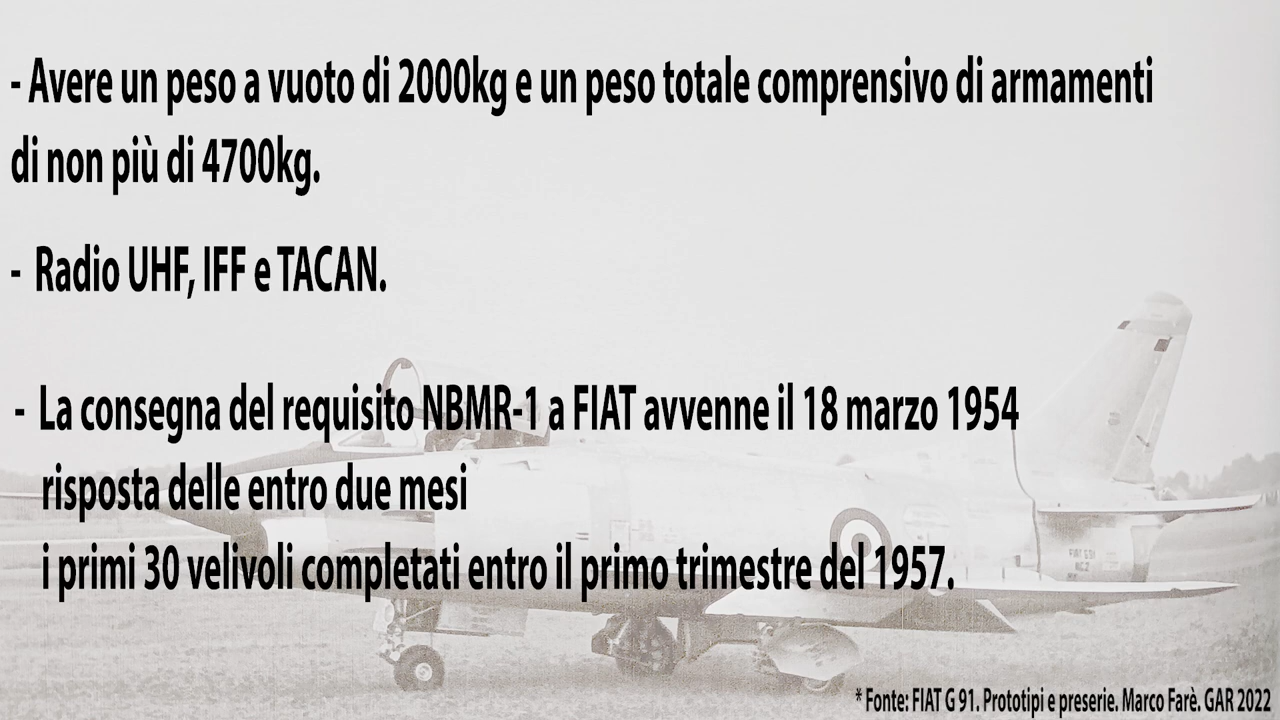 - Avere un peso a vuoto di 2000kg e un peso totale comprensivo di armamenti
di non più di 4700kg.
- Radio UHF, IFF e TACAN.
- La consegna del requisito NBMR-1 a FIAT avvenne il 18 marzo 1954
risposta delle entro due mesi
i primi 30 velivoli completati entro il primo trimestre del 1957.
* Fonte: FIAT G 91. Prototipi e preserie. Marco Farè. GAR 2022